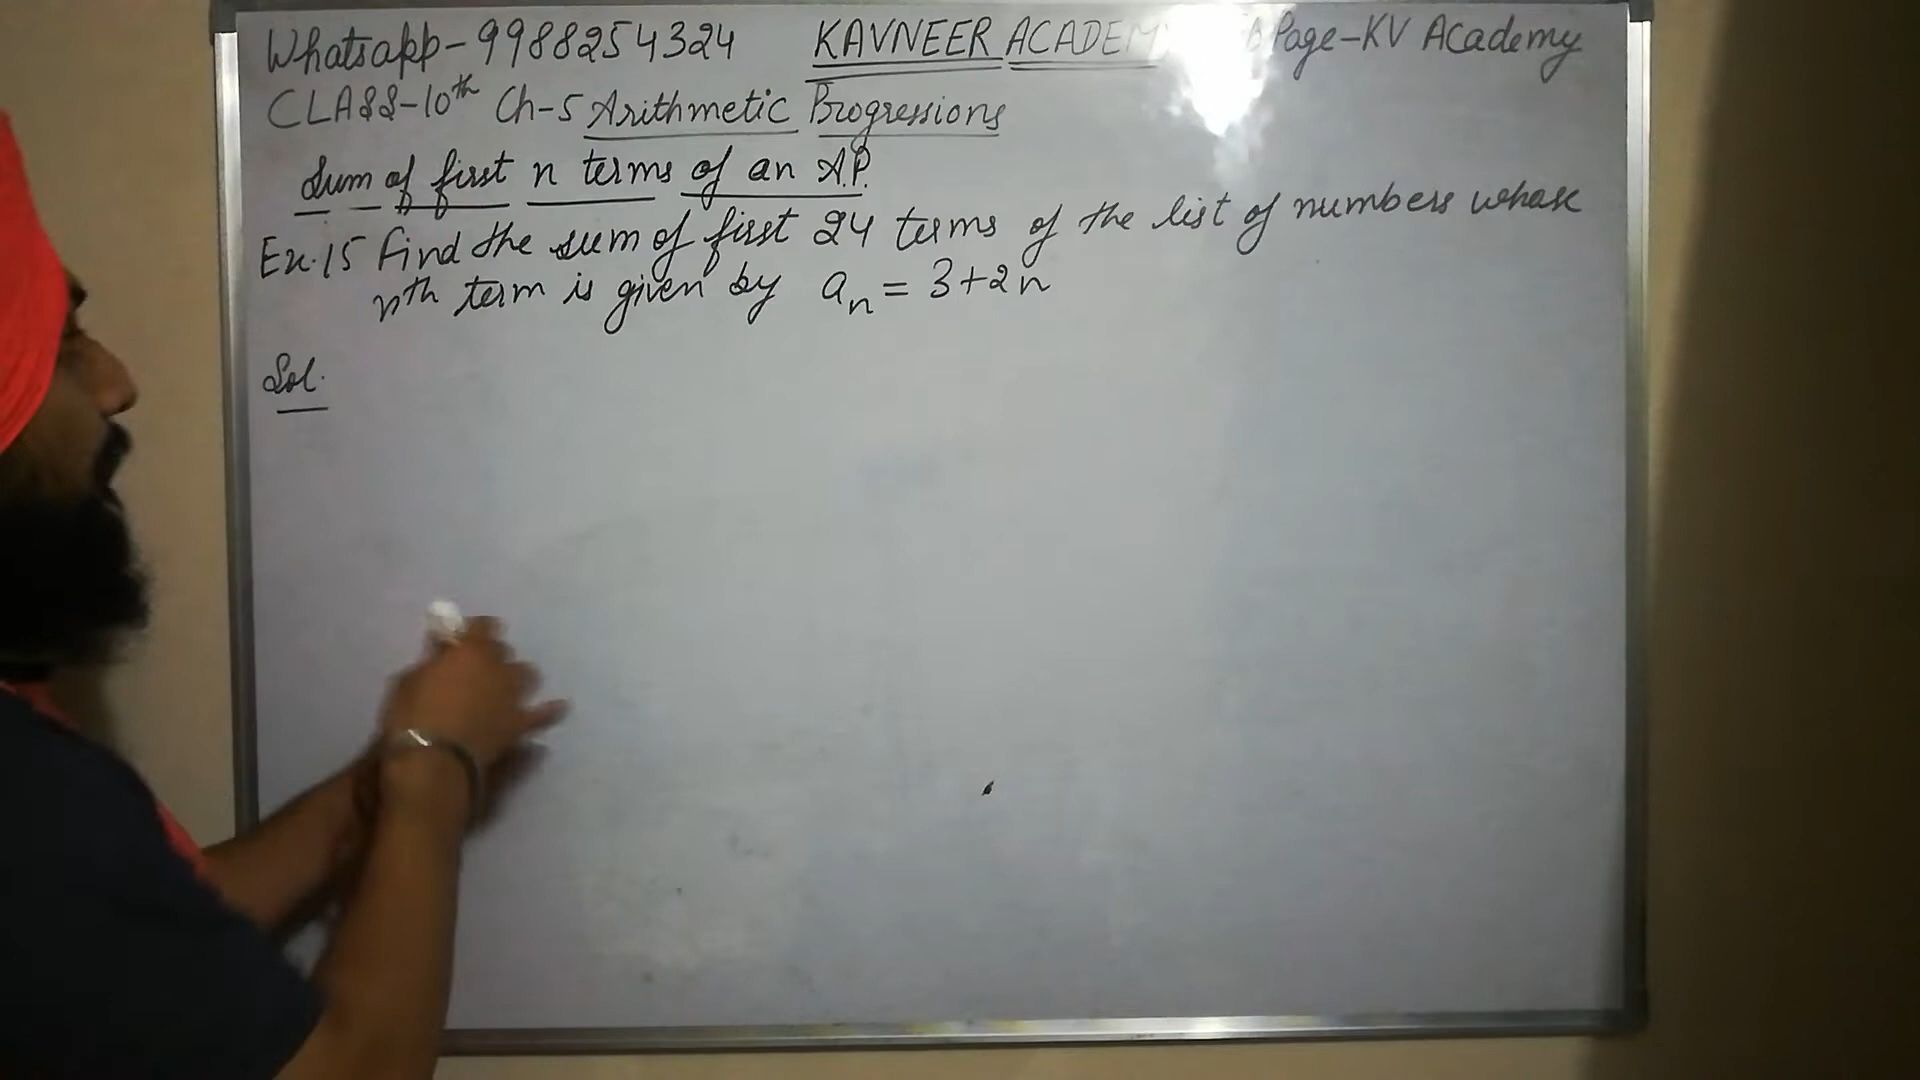 Whatsapp-9988254324 KAVNEER ACADEM Page-KV Academy
CLASS-10th Ch-5 Arithmetic Progressions
Sum of first n terms of an A.P.
Ex.15 Find the sum of first 24 terms of the list of numbers whose
nth term is given by aₙ = 3+2n
Sol.